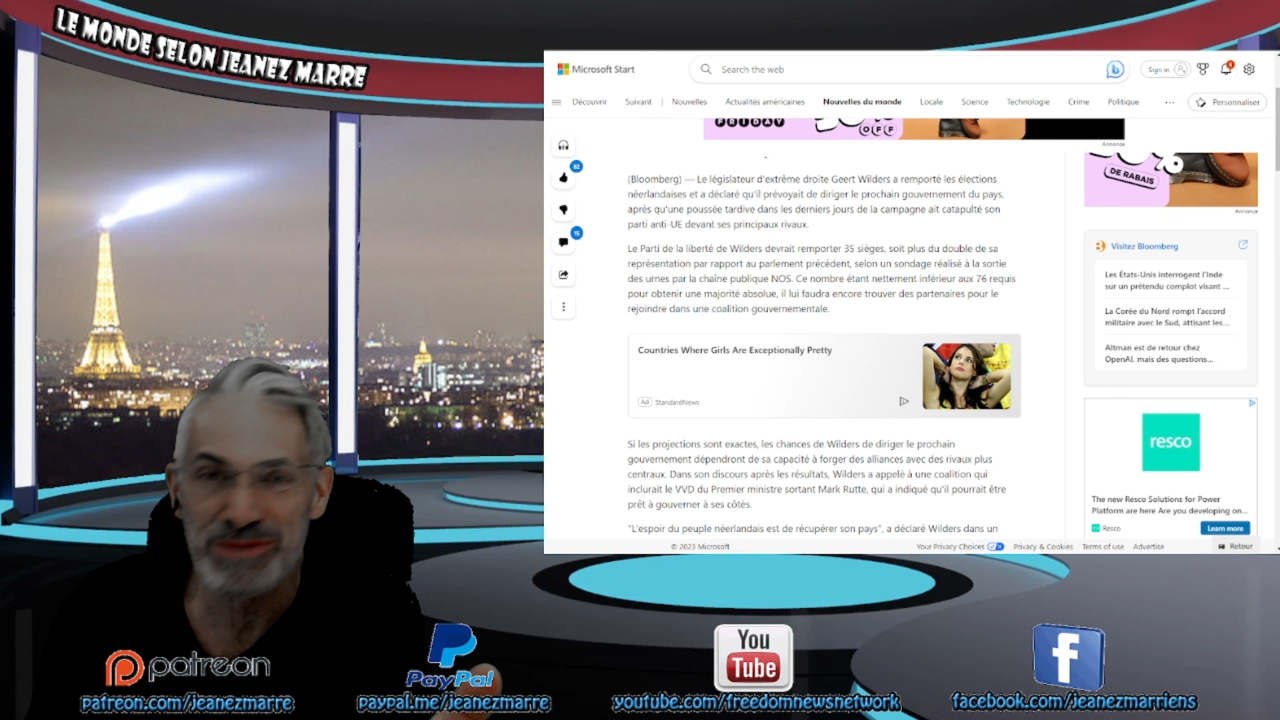 LE MONDE SELON JEANEZ MARRE
Microsoft Start
Search the web
Sign in
4
Découvrir
Suivant
Nouvelles
Actualités américaines
Nouvelles du monde
Locale
Science
Technologie
Crime
Politique
Personnaliser
FRIDAY
OFF
Annonce
82
15
(Bloomberg) — Le législateur d'extrême droite Geert Wilders a remporté les élections
néerlandaises et a déclaré qu'il prévoyait de diriger le prochain gouvernement du pays,
après qu'une poussée tardive dans les derniers jours de la campagne ait catapulté son
parti anti-UE devant ses principaux rivaux.
Le Parti de la liberté de Wilders devrait remporter 35 sièges, soit plus du double de sa
représentation par rapport au parlement précédent, selon un sondage réalisé à la sortie
des urnes par la chaîne publique NOS. Ce nombre étant nettement inférieur aux 76 requis
pour obtenir une majorité absolue, il lui faudra encore trouver des partenaires pour le
rejoindre dans une coalition gouvernementale.
Countries Where Girls Are Exceptionally Pretty
Ad StandardNews
Si les projections sont exactes, les chances de Wilders de diriger le prochain
gouvernement dépendront de sa capacité à forger des alliances avec des rivaux plus
centraux. Dans son discours après les résultats, Wilders a appelé à une coalition qui
inclurait le VVD du Premier ministre sortant Mark Rutte, qui a indiqué qu'il pourrait être
prêt à gouverner à ses côtés.
"L'espoir du peuple néerlandais est de récupérer son pays", a déclaré Wilders dans un
DE RABAIS
Annonce
Visitez Bloomberg
Les États-Unis interrogent l'Inde
sur un prétendu complot visant ...
La Corée du Nord rompt l'accord
militaire avec le Sud, attisant les...
Altman est de retour chez
OpenAI, mais des questions...
resco
The new Resco Solutions for Power
Platform are here Are you developing on...
Resco
Learn more
© 2023 Microsoft
Your Privacy Choices
Privacy & Cookies
Terms of use
Advertise
Retour
patreon
patreon.com/jeanezmarre
PayPal
paypal.me/jeanezmarre
You
Tube
youtube.com/freedomnewsnetwork
f
facebook.com/jeanezmarriens